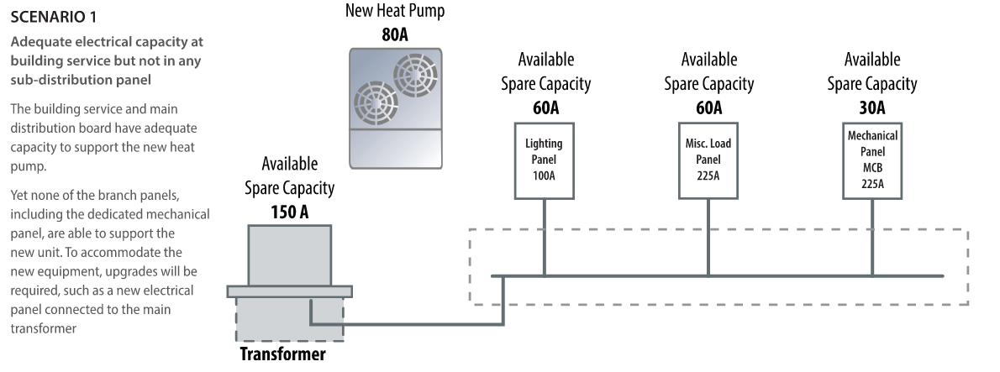 SCENARIO 1
Adequate electrical capacity at
building service but not in any
sub-distribution panel
The building service and main
distribution board have adequate
capacity to support the new heat
pump.
Yet none of the branch panels,
including the dedicated mechanical
panel, are able to support the
new unit. To accommodate the
new equipment, upgrades will be
required, such as a new electrical
panel connected to the main
transformer
New Heat Pump
80A
Available
Spare Capacity
150 A
Transformer
Available
Spare Capacity
60A
Lighting
Panel
100A
Available
Spare Capacity
60A
Misc. Load
Panel
225A
Available
Spare Capacity
30A
Mechanical
Panel
MCB
225A